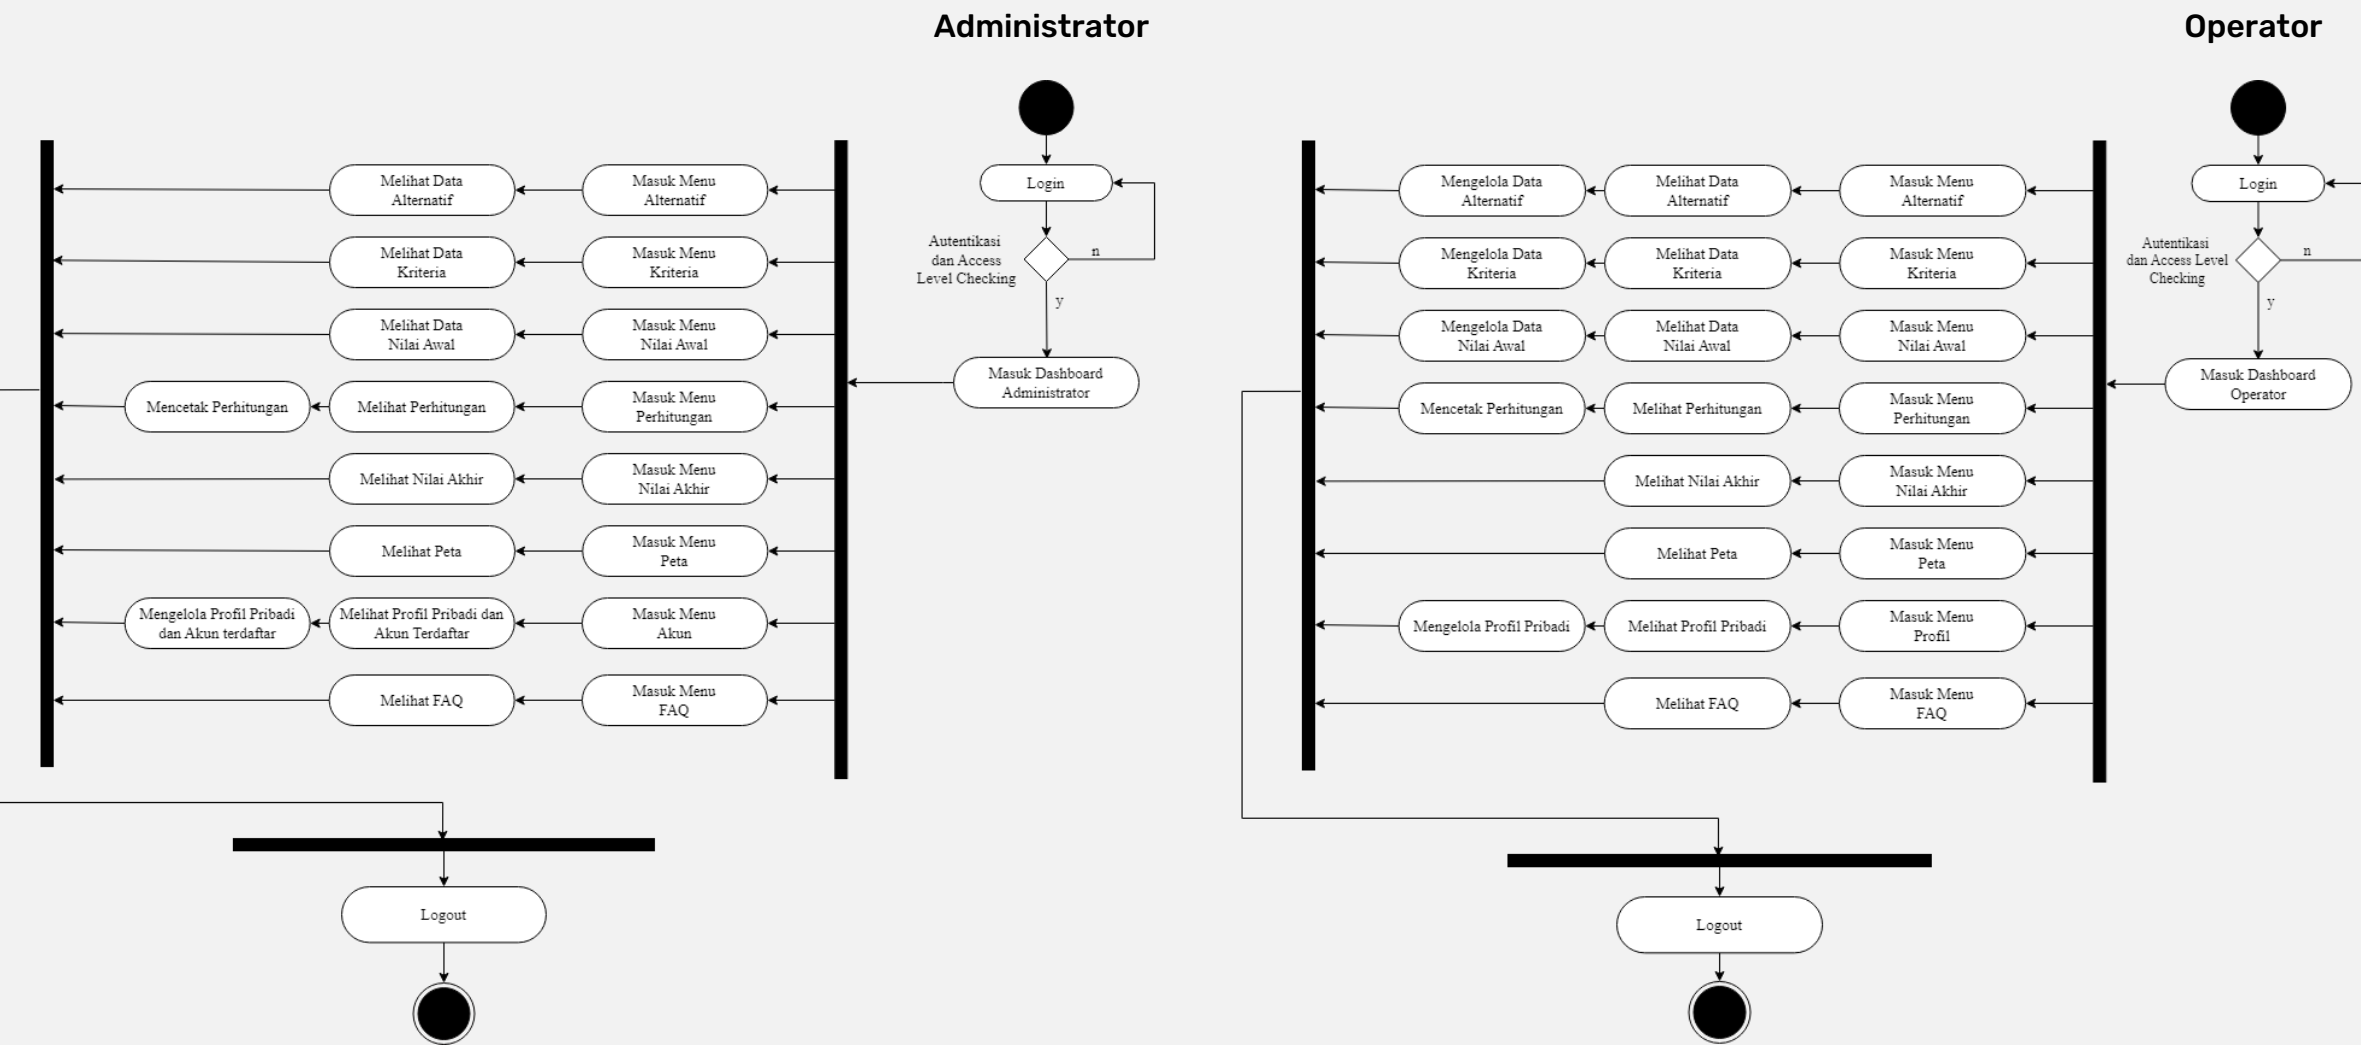 Administrator
Login
Autentikasi
dan Access
Level Checking
n
y
Masuk Dashboard
Administrator
Melihat Data
Alternatif
Masuk Menu
Alternatif
Melihat Data
Kriteria
Masuk Menu
Kriteria
Melihat Data
Nilai Awal
Masuk Menu
Nilai Awal
Mencetak Perhitungan
Melihat Perhitungan
Masuk Menu
Perhitungan
Melihat Nilai Akhir
Masuk Menu
Nilai Akhir
Melihat Peta
Masuk Menu
Peta
Mengelola Profil Pribadi
dan Akun terdaftar
Melihat Profil Pribadi dan
Akun Terdaftar
Masuk Menu
Akun
Melihat FAQ
Masuk Menu
FAQ
Logout
Operator
Login
Autentikasi
dan Access Level
Checking
n
y
Masuk Dashboard
Operator
Mengelola Data
Alternatif
Melihat Data
Alternatif
Masuk Menu
Alternatif
Mengelola Data
Kriteria
Melihat Data
Kriteria
Masuk Menu
Kriteria
Mengelola Data
Nilai Awal
Melihat Data
Nilai Awal
Masuk Menu
Nilai Awal
Mencetak Perhitungan
Melihat Perhitungan
Masuk Menu
Perhitungan
Melihat Nilai Akhir
Masuk Menu
Nilai Akhir
Melihat Peta
Masuk Menu
Peta
Mengelola Profil Pribadi
Melihat Profil Pribadi
Masuk Menu
Profil
Melihat FAQ
Masuk Menu
FAQ
Logout